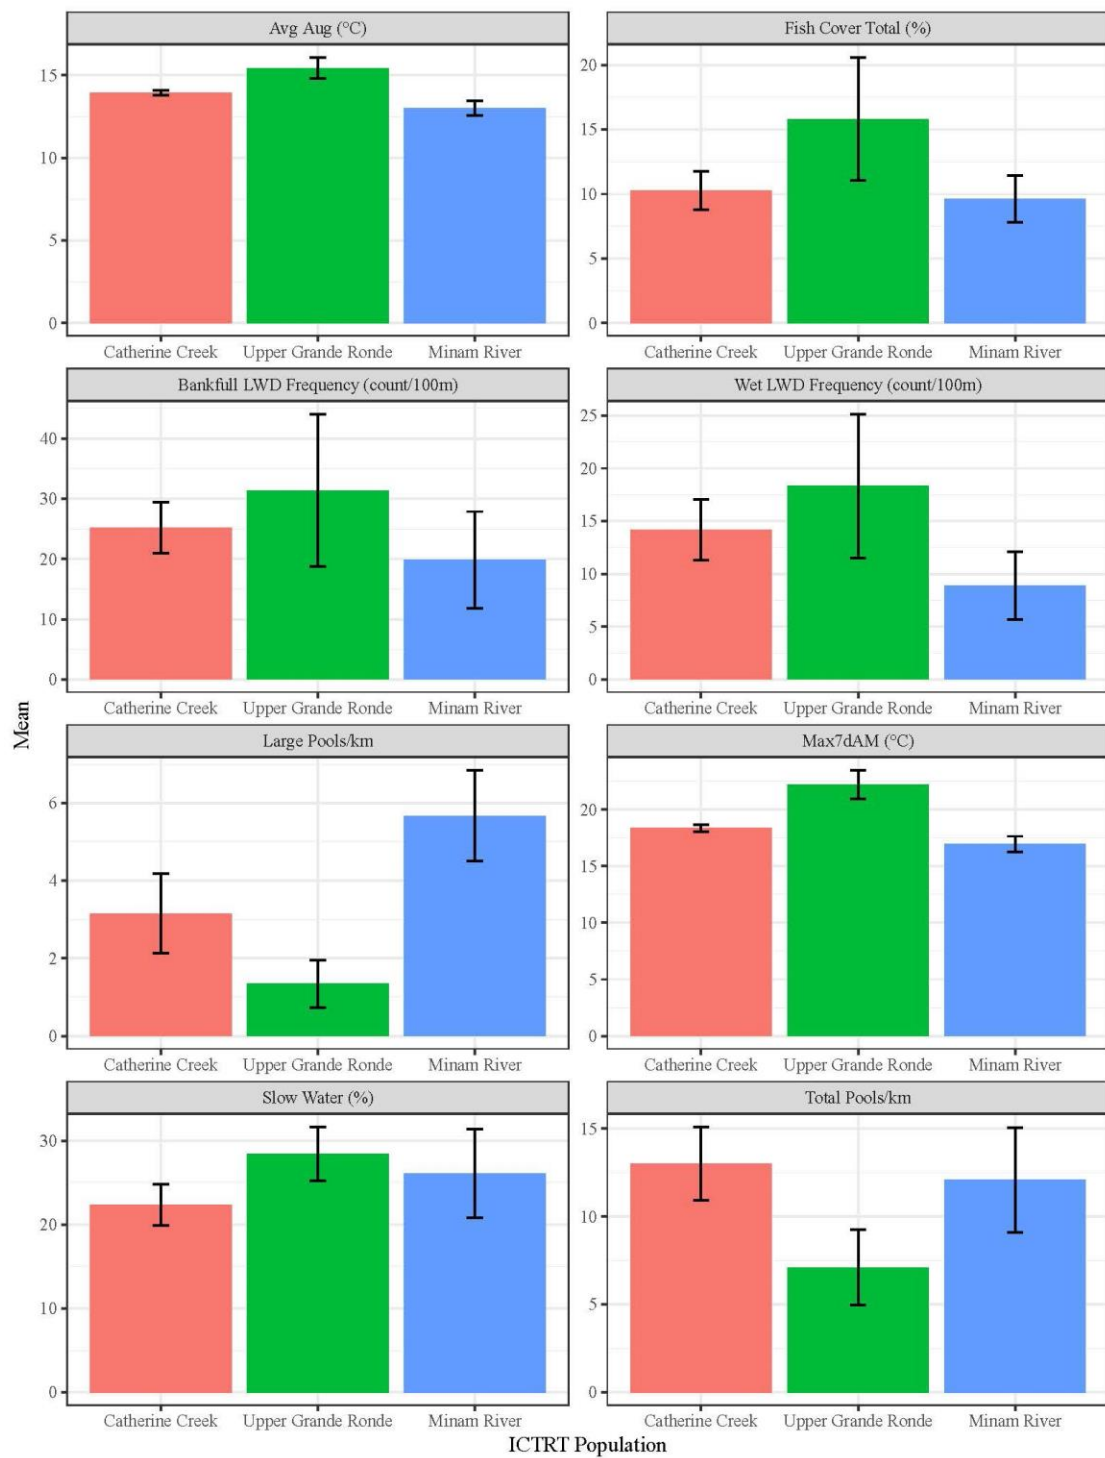 Avg Aug (°C)
Fish Cover Total (%)
15
10
5
0
20
15
10
5
0
Catherine Creek Upper Grande Ronde Minam River
Catherine Creek Upper Grande Ronde Minam River
Bankfull LWD Frequency (count/100m)
Wet LWD Frequency (count/100m)
40
30
20
10
0
25
20
15
10
5
0
Catherine Creek Upper Grande Ronde Minam River
Catherine Creek Upper Grande Ronde Minam River
Mean
Large Pools/km
Max7dAM (°C)
6
4
2
0
20
15
10
5
0
Catherine Creek Upper Grande Ronde Minam River
Catherine Creek Upper Grande Ronde Minam River
Slow Water (%)
Total Pools/km
30
20
10
0
15
10
5
0
Catherine Creek Upper Grande Ronde Minam River
Catherine Creek Upper Grande Ronde Minam River
ICTRT Population